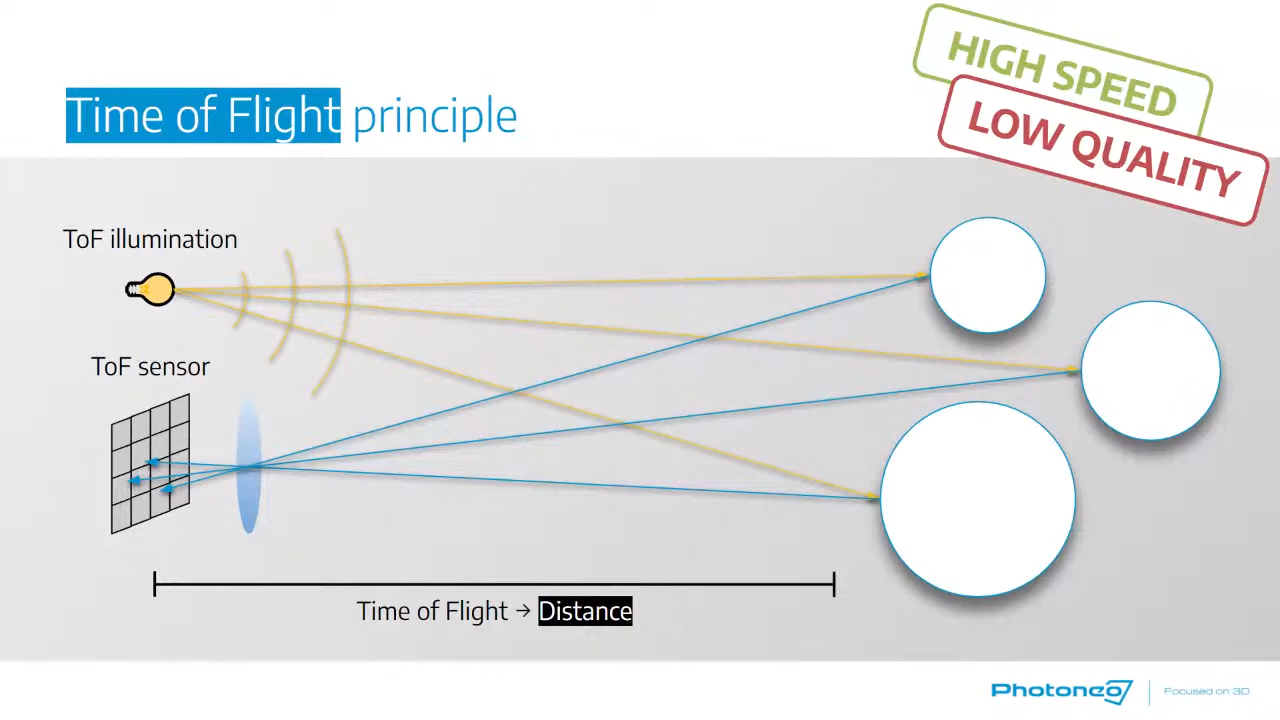 HIGH SPEED
LOW QUALITY
Time of Flight principle
ToF illumination
ToF sensor
Time of Flight → Distance
Photoneo
Focused on 3D